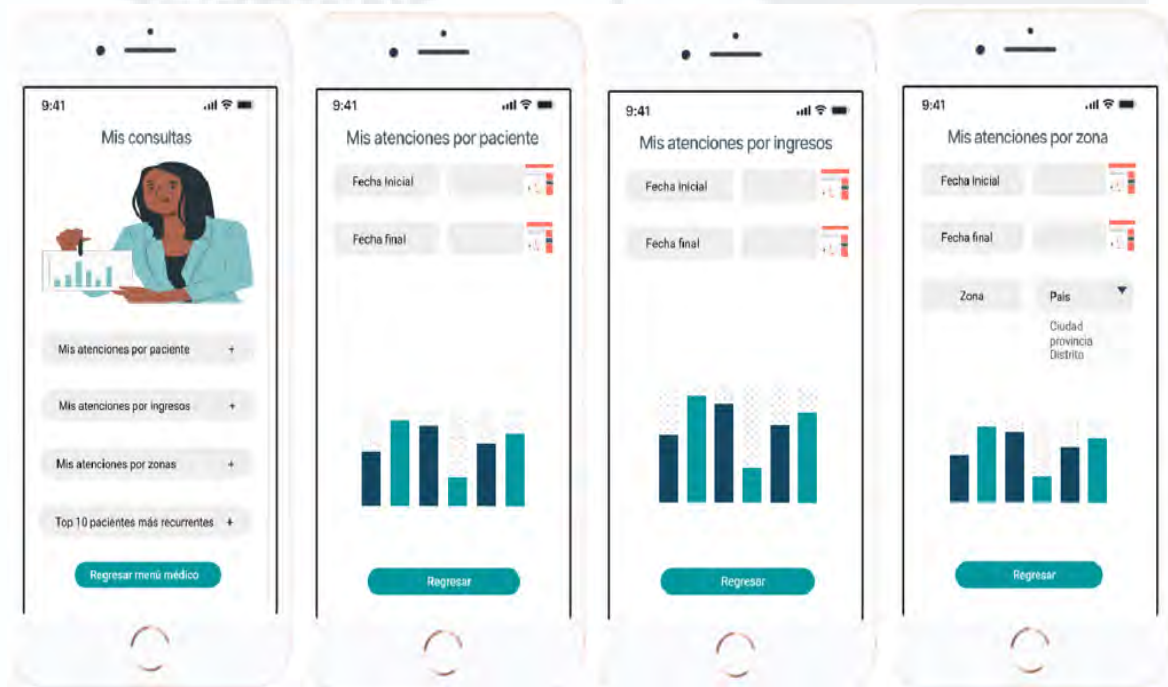 9:41
Mis consultas
Mis atenciones por paciente +
Mis atenciones por ingresos +
Mis atenciones por zonas +
Top 10 pacientes más recurrentes +
Regresar menú médico
9:41
Mis atenciones por paciente
Fecha Inicial
Fecha final
Regresar
9:41
Mis atenciones por ingresos
Fecha Inicial
Fecha final
Regresar
9:41
Mis atenciones por zona
Fecha Inicial
Fecha final
Zona País
Ciudad
provincia
Distrito
Regresar